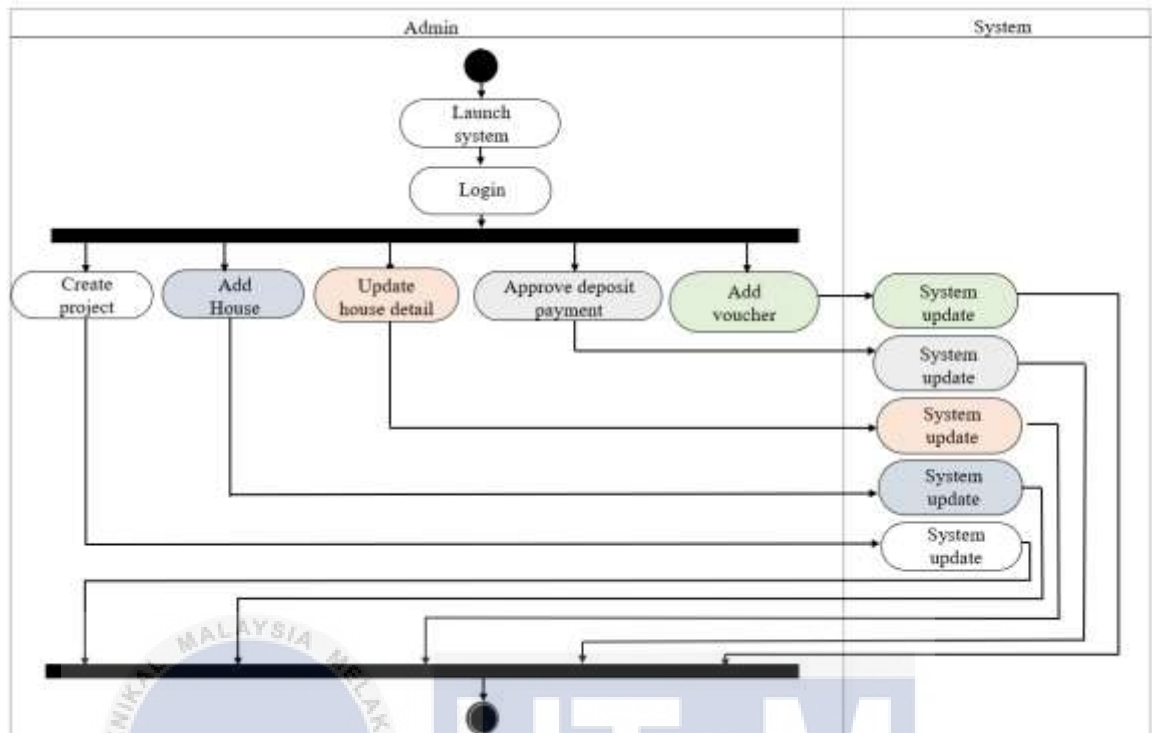 Admin
System
Launch
system
Login
Create
project
Add
House
Update
house detail
Approve deposit
payment
Add
voucher
System
update
System
update
System
update
System
update
System
update
MALAYSIA